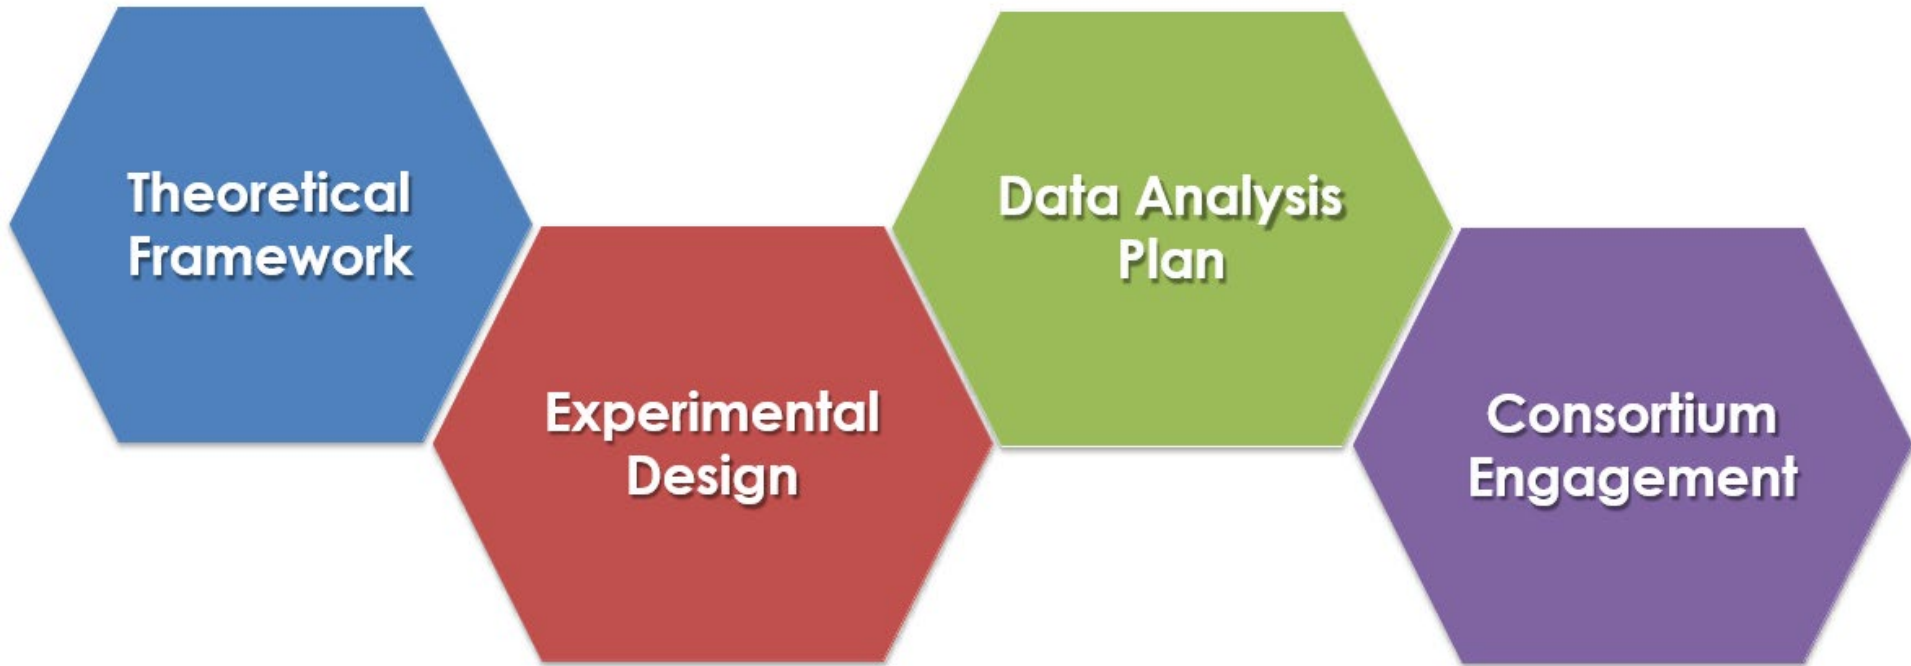 Theoretical
Framework
Experimental
Design
Data Analysis
Plan
Consortium
Engagement